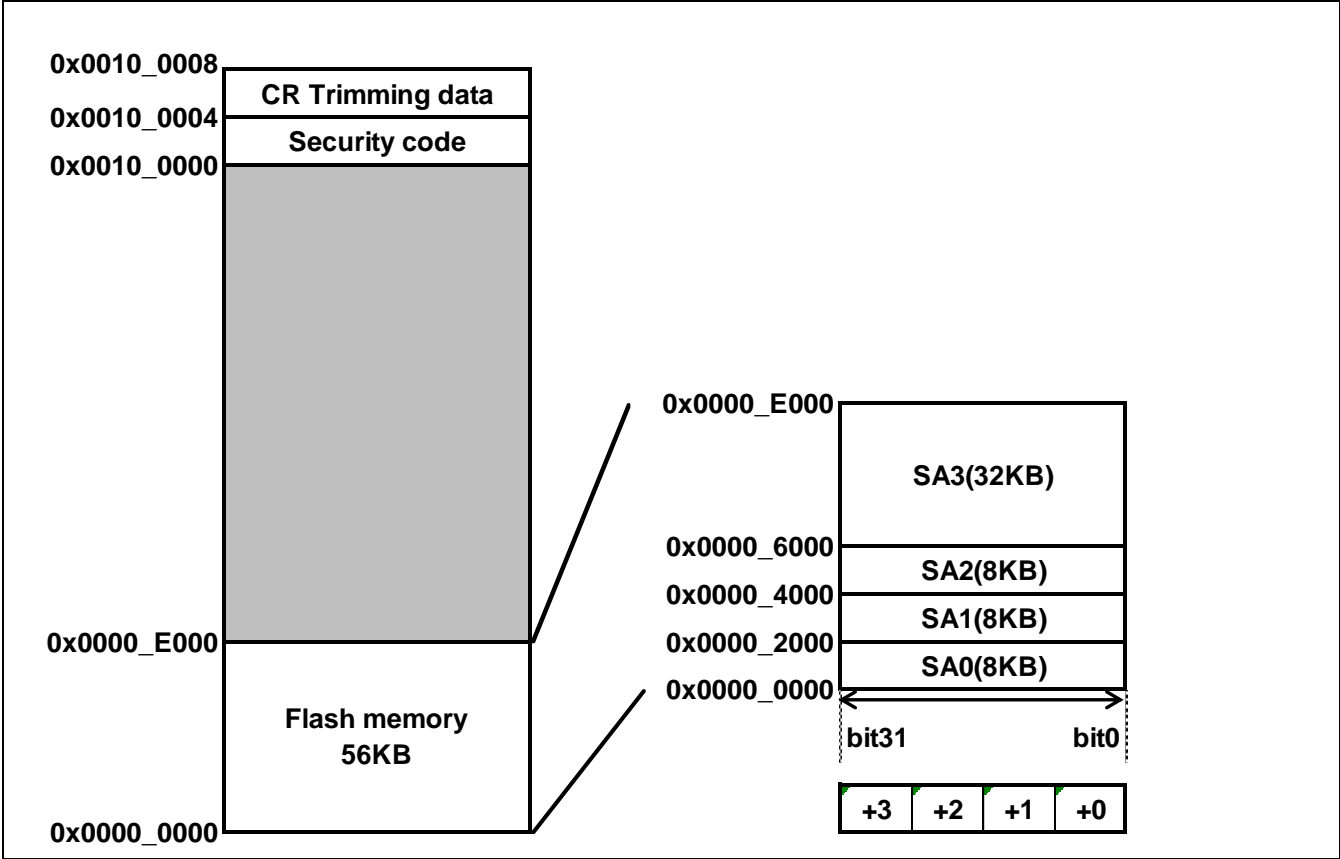 0x0010_0008
CR Trimming data
0x0010_0004
Security code
0x0010_0000
0x0000_E000
Flash memory
56KB
0x0000_0000
0x0000_E000
SA3(32KB)
0x0000_6000
SA2(8KB)
0x0000_4000
SA1(8KB)
0x0000_2000
SA0(8KB)
0x0000_0000
bit31 bit0
+3 +2 +1 +0